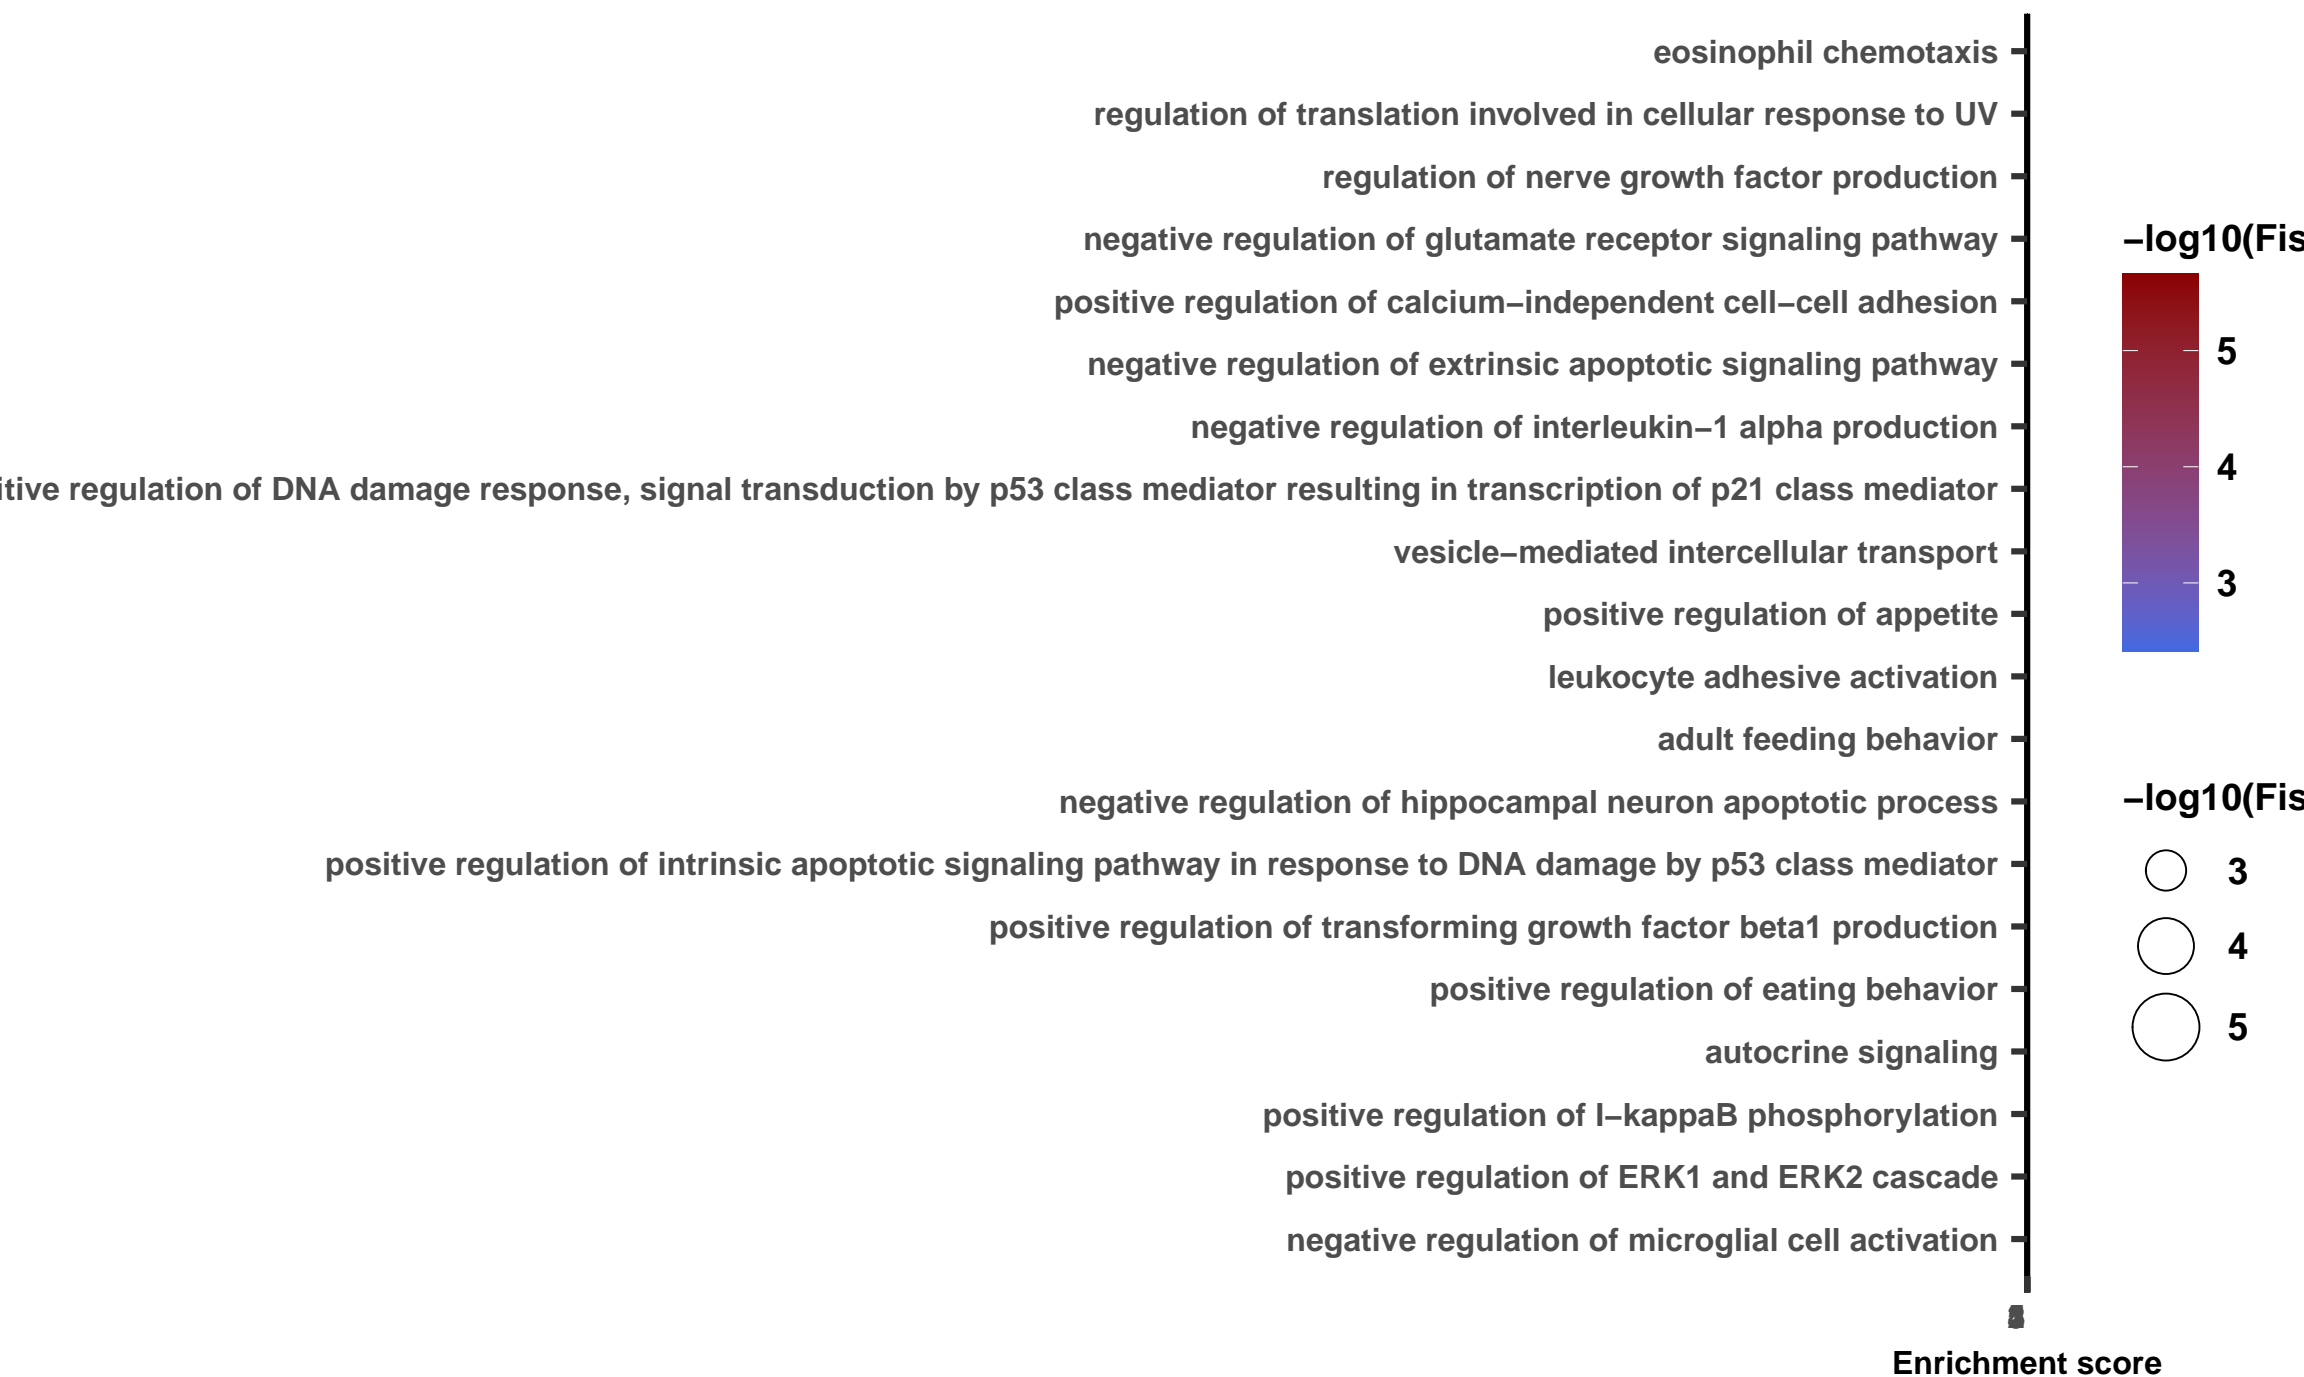 eosinophil chemotaxis
regulation of translation involved in cellular response to UV
regulation of nerve growth factor production
negative regulation of glutamate receptor signaling pathway
positive regulation of calcium–independent cell–cell adhesion
negative regulation of extrinsic apoptotic signaling pathway
negative regulation of interleukin–1 alpha production
itive regulation of DNA damage response, signal transduction by p53 class mediator resulting in transcription of p21 class mediator
vesicle–mediated intercellular transport
positive regulation of appetite
leukocyte adhesive activation
adult feeding behavior
negative regulation of hippocampal neuron apoptotic process
positive regulation of intrinsic apoptotic signaling pathway in response to DNA damage by p53 class mediator
positive regulation of transforming growth factor beta1 production
positive regulation of eating behavior
autocrine signaling
positive regulation of I–kappaB phosphorylation
positive regulation of ERK1 and ERK2 cascade
negative regulation of microglial cell activation
Enrichment score
–log10(Fis
5
4
3
–log10(Fis
3
4
5